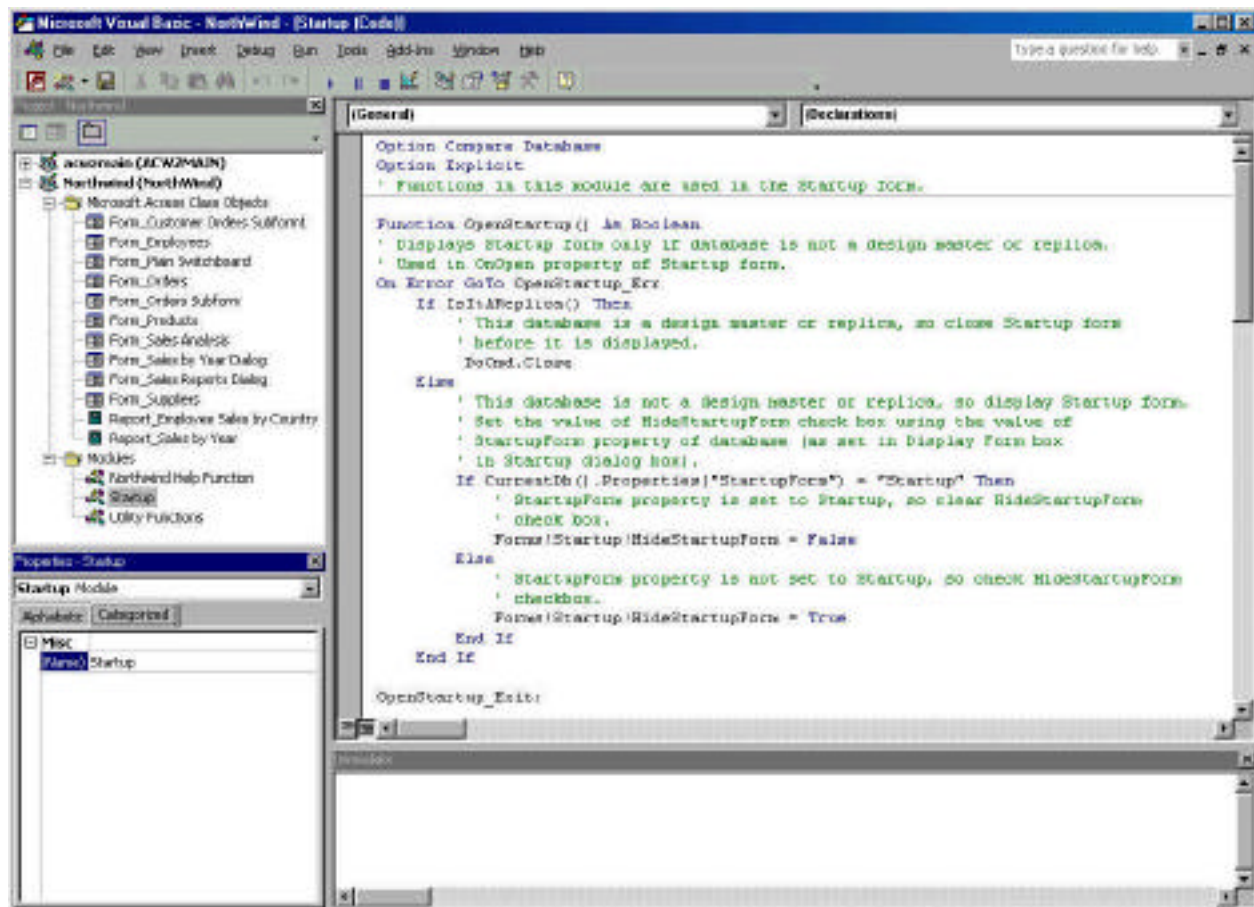 Microsoft Visual Basic - NorthWind - [Startup (Code)]
File Edit View Insert Debug Run Tools Add-Ins Window Help
Type a question for help
Project - Northwind
acwzmain (ACWZMAIN)
Northwind (NorthWind)
Microsoft Access Class Objects
Form_Customer Orders Subform1
Form_Employees
Form_Main Switchboard
Form_Orders
Form_Orders Subform
Form_Products
Form_Sales Analysis
Form_Sales by Year Dialog
Form_Sales Reports Dialog
Form_Suppliers
Report_Employee Sales by Country
Report_Sales by Year
Modules
Northwind Help Function
Startup
Utility Functions
Properties - Startup
Startup Module
Alphabetic Categorized
Misc
(Name) Startup
(General) (Declarations)
Option Compare Database
Option Explicit
' Functions in this module are used in the Startup form.
Function OpenStartup() As Boolean
' Displays Startup form only if database is not a design master or replica.
' Used in OnOpen property of Startup form.
On Error GoTo OpenStartup_Err
If IsItAReplica() Then
' This database is a design master or replica, so close Startup form
' before it is displayed.
DoCmd.Close
Else
' This database is not a design master or replica, so display Startup form.
' Set the value of HideStartupForm check box using the value of
' StartupForm property of database (as set in Display Form box
' in Startup dialog box).
If CurrentDb().Properties("StartupForm") = "Startup" Then
' StartupForm property is set to Startup, so clear HideStartupForm
' check box.
Forms!Startup!HideStartupForm = False
Else
' StartupForm property is not set to Startup, so check HideStartupForm
' checkbox.
Forms!Startup!HideStartupForm = True
End If
End If
OpenStartup_Exit:
Immediate